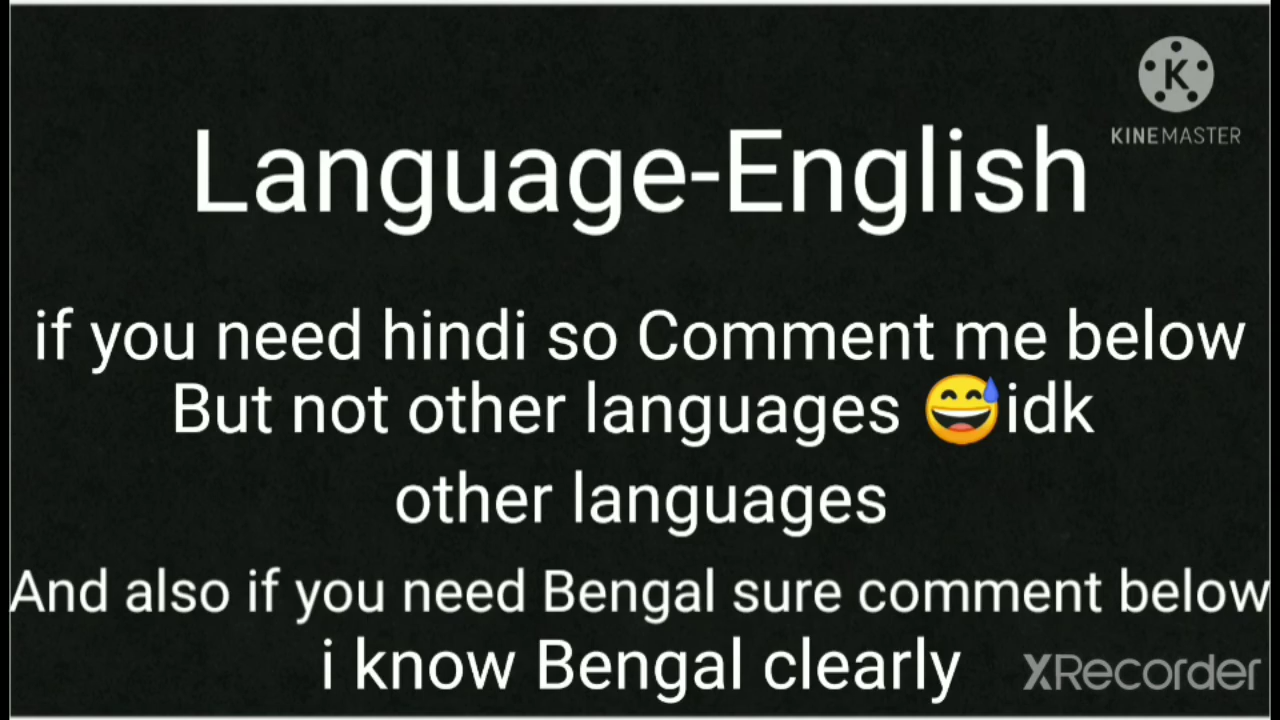 K
KINEMASTER
Language-English
if you need hindi so Comment me below
But not other languages 😅idk
other languages
And also if you need Bengal sure comment below
i know Bengal clearly
XRecorder